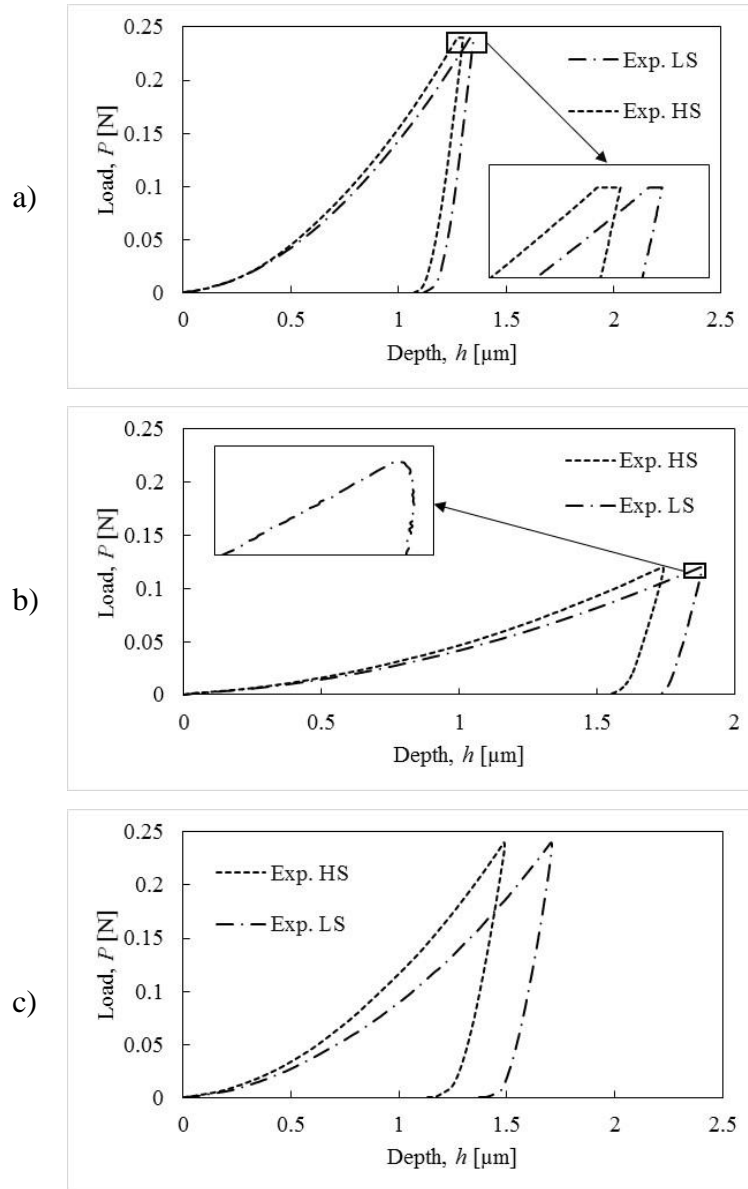 a)
Load, P [N]
0.25
0.2
0.15
0.1
0.05
0
0 0.5 1 1.5 2 2.5
Depth, h [µm]
Exp. LS
Exp. HS
b)
Load, P [N]
0.25
0.2
0.15
0.1
0.05
0
0 0.5 1 1.5 2
Depth, h [µm]
Exp. HS
Exp. LS
c)
Load, P [N]
0.25
0.2
0.15
0.1
0.05
0
0 0.5 1 1.5 2 2.5
Depth, h [µm]
Exp. HS
Exp. LS